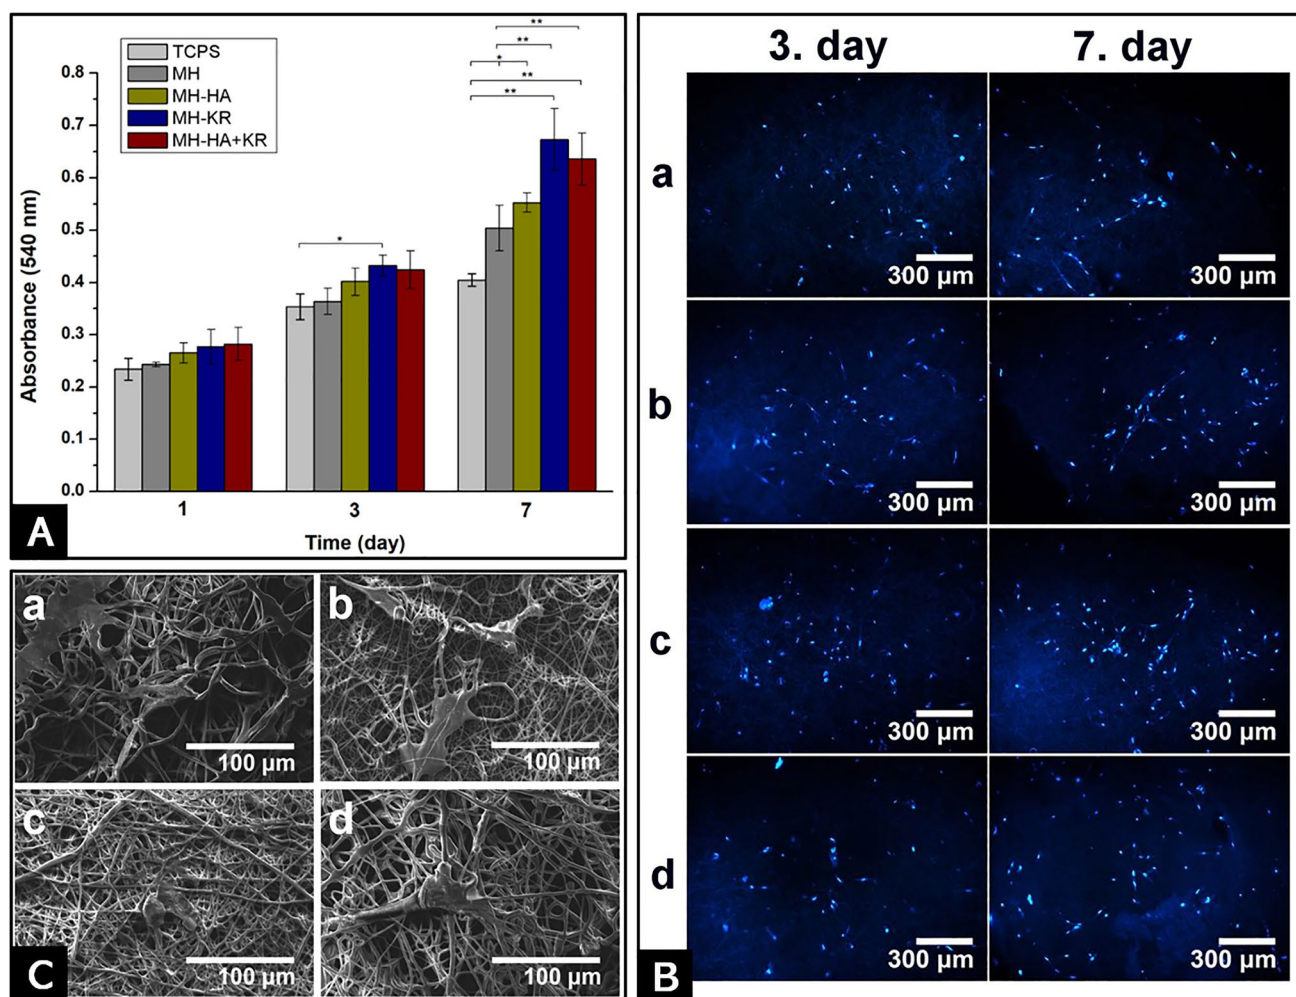 **
**
*
**
**
TCPS
MH
MH-HA
MH-KR
MH-HA+KR
*
Absorbance (540 nm)
0.8
0.7
0.6
0.5
0.4
0.3
0.2
0.1
0.0
1 3 7
Time (day)
A
a
100 µm
b
100 µm
c
100 µm
d
100 µm
C
3. day 7. day
a
300 µm 300 µm
b
300 µm 300 µm
c
300 µm 300 µm
d
300 µm 300 µm
B